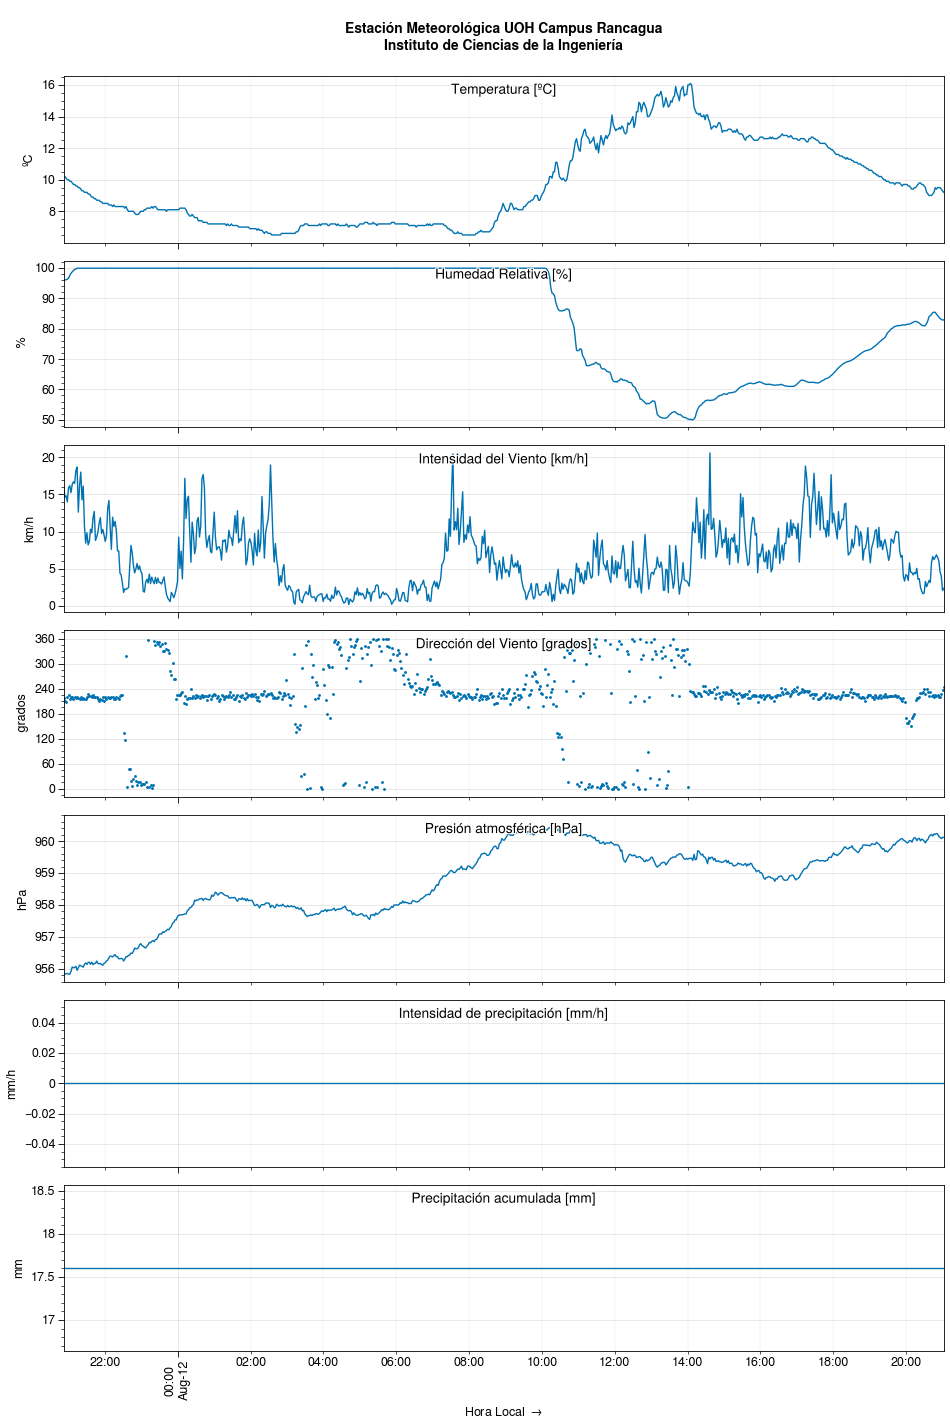 Estación Meteorológica UOH Campus Rancagua
Instituto de Ciencias de la Ingeniería
Temperatura [ºC]
ºC
16
14
12
10
8
Humedad Relativa [%]
%
100
90
80
70
60
50
Intensidad del Viento [km/h]
km/h
20
15
10
5
0
Dirección del Viento [grados]
grados
360
300
240
180
120
60
0
Presión atmosférica [hPa]
hPa
960
959
958
957
956
Intensidad de precipitación [mm/h]
mm/h
0.04
0.02
0
−0.02
−0.04
Precipitación acumulada [mm]
mm
18.5
18
17.5
17
22:00
00:00
Aug-12
02:00
04:00
06:00
08:00
10:00
12:00
14:00
16:00
18:00
20:00
Hora Local →